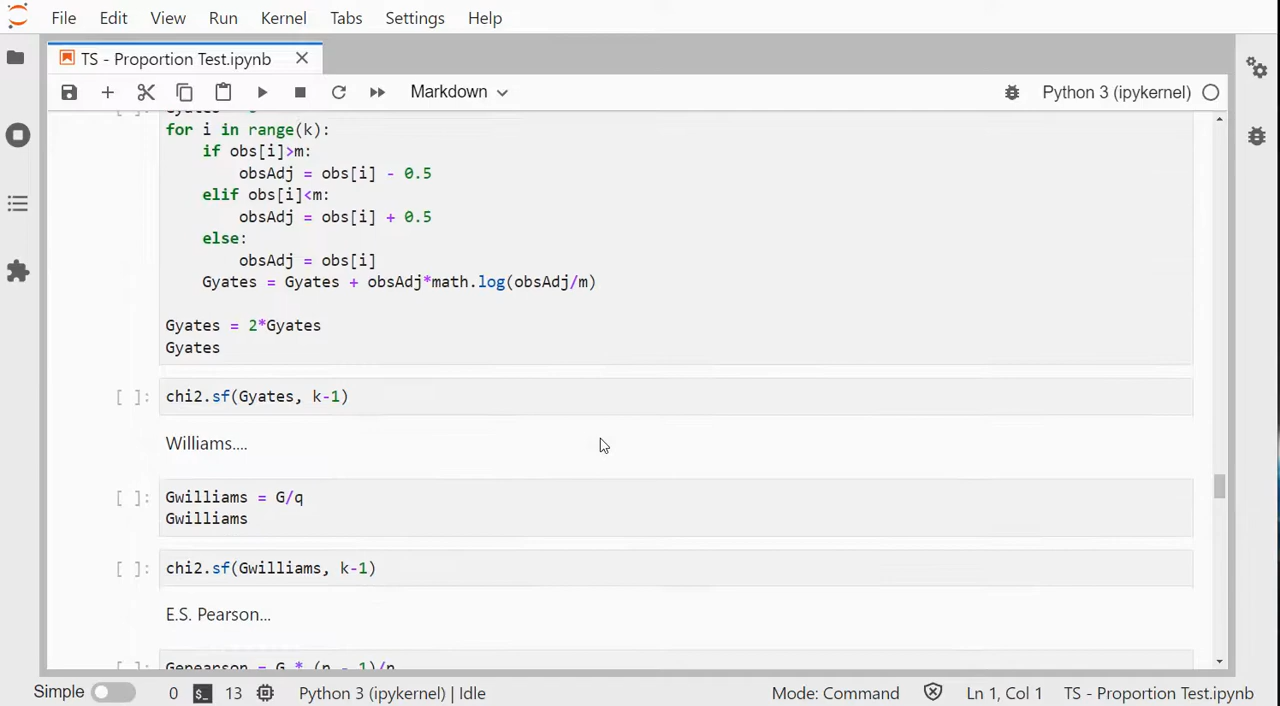 File Edit View Run Kernel Tabs Settings Help
TS - Proportion Test.ipynb
Markdown
Python 3 (ipykernel)
for i in range(k):
if obs[i]>m:
obsAdj = obs[i] - 0.5
elif obs[i]<m:
obsAdj = obs[i] + 0.5
else:
obsAdj = obs[i]
Gyates = Gyates + obsAdj*math.log(obsAdj/m)
Gyates = 2*Gyates
Gyates
[ ]: chi2.sf(Gyates, k-1)
Williams....
[ ]: Gwilliams = G/q
Gwilliams
[ ]: chi2.sf(Gwilliams, k-1)
E.S. Pearson...
[ ]: Gepearson = G * (n - 1)/n
Simple 0 13 Python 3 (ipykernel) | Idle Mode: Command Ln 1, Col 1 TS - Proportion Test.ipynb